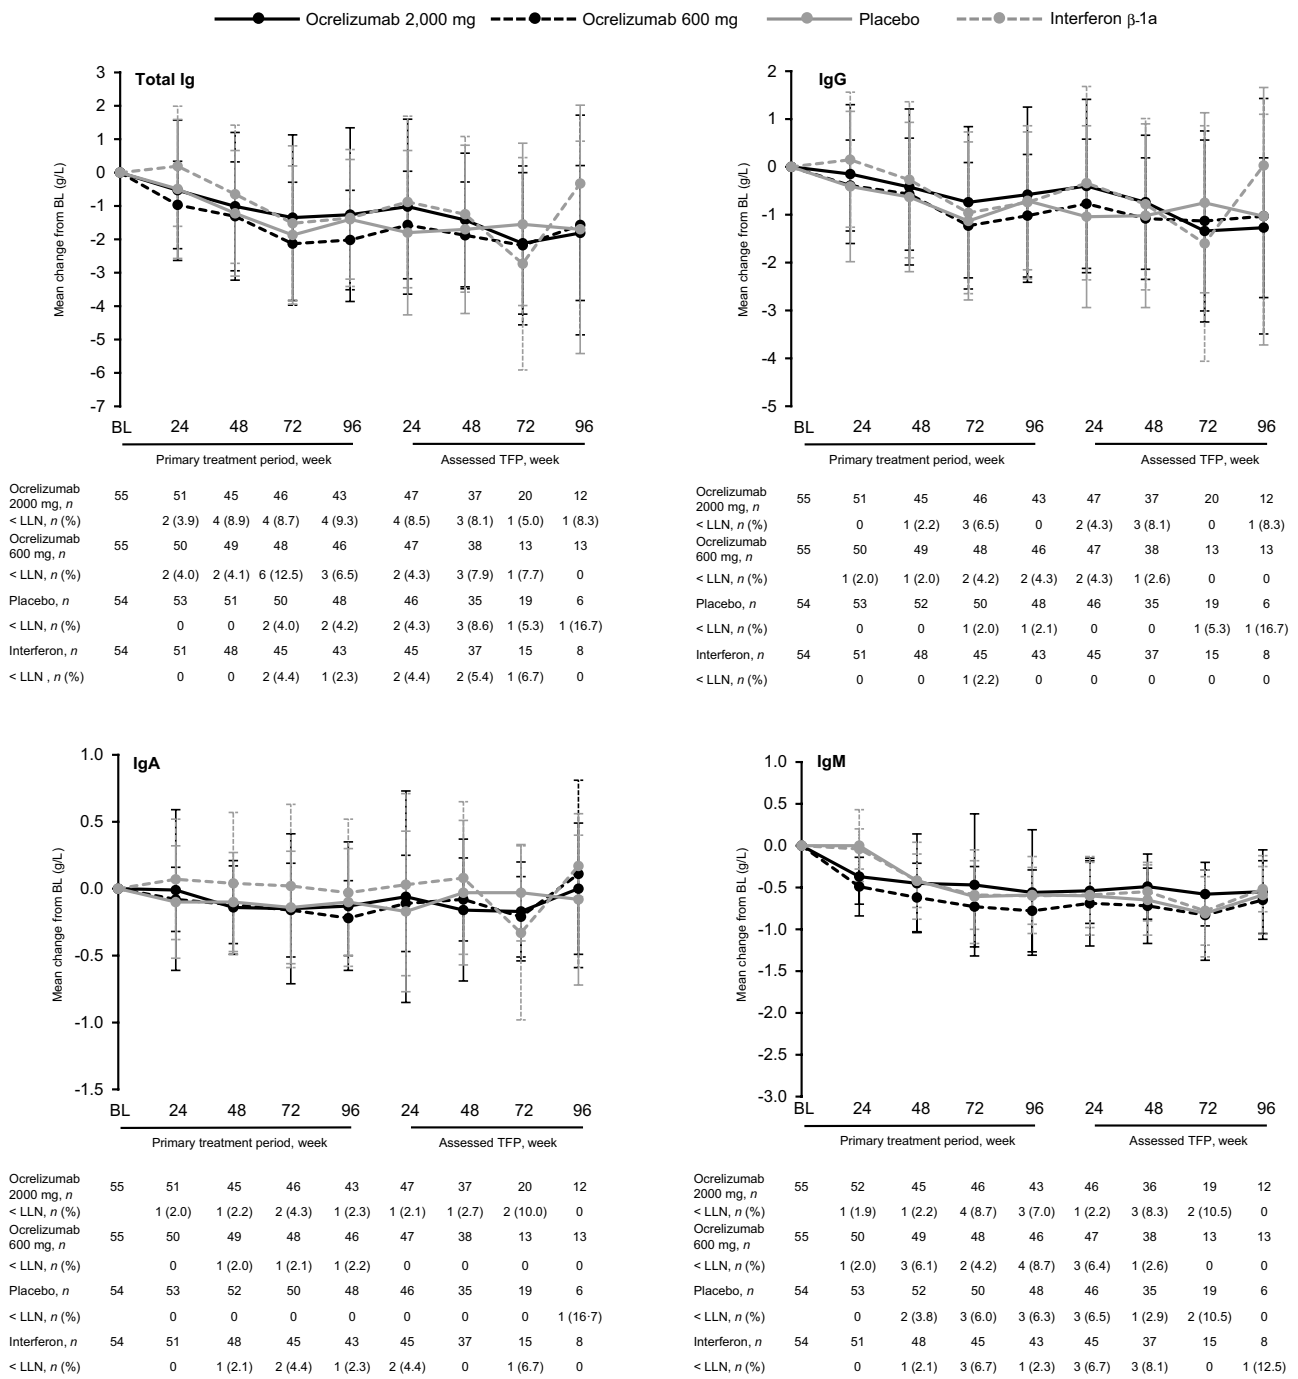 Ocrelizumab 2,000 mg Ocrelizumab 600 mg Placebo Interferon β-1a
Total Ig
Mean change from BL (g/L)
3
2
1
0
-1
-2
-3
-4
-5
-6
-7
BL 24 48 72 96 24 48 72 96
Primary treatment period, week Assessed TFP, week
Ocrelizumab
2000 mg, n 55 51 45 46 43 47 37 20 12
< LLN, n (%) 2 (3.9) 4 (8.9) 4 (8.7) 4 (9.3) 4 (8.5) 3 (8.1) 1 (5.0) 1 (8.3)
Ocrelizumab
600 mg, n 55 50 49 48 46 47 38 13 13
< LLN, n (%) 2 (4.0) 2 (4.1) 6 (12.5) 3 (6.5) 2 (4.3) 3 (7.9) 1 (7.7) 0
Placebo, n 54 53 51 50 48 46 35 19 6
< LLN, n (%) 0 0 2 (4.0) 2 (4.2) 2 (4.3) 3 (8.6) 1 (5.3) 1 (16.7)
Interferon, n 54 51 48 45 43 45 37 15 8
< LLN , n (%) 0 0 2 (4.4) 1 (2.3) 2 (4.4) 2 (5.4) 1 (6.7) 0
IgG
Mean change from BL (g/L)
2
1
0
-1
-2
-3
-4
-5
BL 24 48 72 96 24 48 72 96
Primary treatment period, week Assessed TFP, week
Ocrelizumab
2000 mg, n 55 51 45 46 43 47 37 20 12
< LLN, n (%) 0 1 (2.2) 3 (6.5) 0 2 (4.3) 3 (8.1) 0 1 (8.3)
Ocrelizumab
600 mg, n 55 50 49 48 46 47 38 13 13
< LLN, n (%) 1 (2.0) 1 (2.0) 2 (4.2) 2 (4.3) 2 (4.3) 1 (2.6) 0 0
Placebo, n 54 53 52 50 48 46 35 19 6
< LLN, n (%) 0 0 1 (2.0) 1 (2.1) 0 0 1 (5.3) 1 (16.7)
Interferon, n 54 51 48 45 43 45 37 15 8
< LLN, n (%) 0 0 1 (2.2) 0 0 0 0 0
IgA
Mean change from BL (g/L)
1.0
0.5
0.0
-0.5
-1.0
-1.5
BL 24 48 72 96 24 48 72 96
Primary treatment period, week Assessed TFP, week
Ocrelizumab
2000 mg, n 55 51 45 46 43 47 37 20 12
< LLN, n (%) 1 (2.0) 1 (2.2) 2 (4.3) 1 (2.3) 1 (2.1) 1 (2.7) 2 (10.0) 0
Ocrelizumab
600 mg, n 55 50 49 48 46 47 38 13 13
< LLN, n (%) 0 1 (2.0) 1 (2.1) 1 (2.2) 0 0 0 0
Placebo, n 54 53 52 50 48 46 35 19 6
< LLN, n (%) 0 0 0 0 0 0 0 1 (16·7)
Interferon, n 54 51 48 45 43 45 37 15 8
< LLN, n (%) 0 1 (2.1) 2 (4.4) 1 (2.3) 2 (4.4) 0 1 (6.7) 0
IgM
Mean change from BL (g/L)
1.0
0.5
0.0
-0.5
-1.0
-1.5
-2.0
-2.5
-3.0
BL 24 48 72 96 24 48 72 96
Primary treatment period, week Assessed TFP, week
Ocrelizumab
2000 mg, n 55 52 45 46 43 46 36 19 12
< LLN, n (%) 1 (1.9) 1 (2.2) 4 (8.7) 3 (7.0) 1 (2.2) 3 (8.3) 2 (10.5) 0
Ocrelizumab
600 mg, n 55 50 49 48 46 47 38 13 13
< LLN, n (%) 1 (2.0) 3 (6.1) 2 (4.2) 4 (8.7) 3 (6.4) 1 (2.6) 0 0
Placebo, n 54 53 52 50 48 46 35 19 6
< LLN, n (%) 0 2 (3.8) 3 (6.0) 3 (6.3) 3 (6.5) 1 (2.9) 2 (10.5) 0
Interferon, n 54 51 48 45 43 45 37 15 8
< LLN, n (%) 0 1 (2.1) 3 (6.7) 1 (2.3) 3 (6.7) 3 (8.1) 0 1 (12.5)